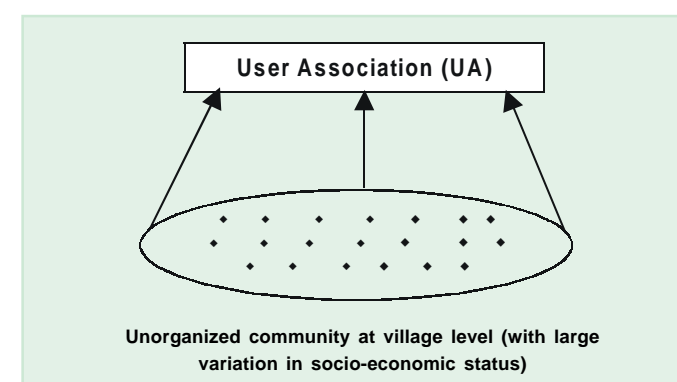 User Association (UA)
Unorganized community at village level (with large
variation in socio-economic status)